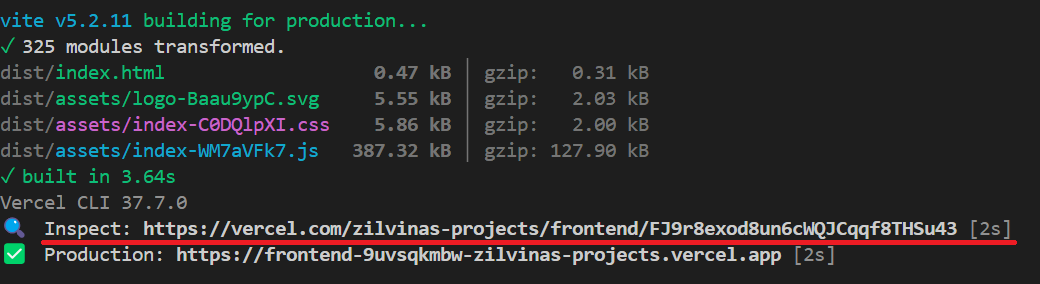 vite v5.2.11 building for production...
✓ 325 modules transformed.
dist/index.html 0.47 kB │ gzip: 0.31 kB
dist/assets/logo-Baau9ypC.svg 5.55 kB │ gzip: 2.03 kB
dist/assets/index-C0DQlpXI.css 5.86 kB │ gzip: 2.00 kB
dist/assets/index-WM7aVFk7.js 387.32 kB │ gzip: 127.90 kB
✓ built in 3.64s
Vercel CLI 37.7.0
🔍 Inspect: https://vercel.com/zilvinas-projects/frontend/FJ9r8exod8un6cWQJCqqf8THSu43 [2s]
✅ Production: https://frontend-9uvsqkmbw-zilvinas-projects.vercel.app [2s]